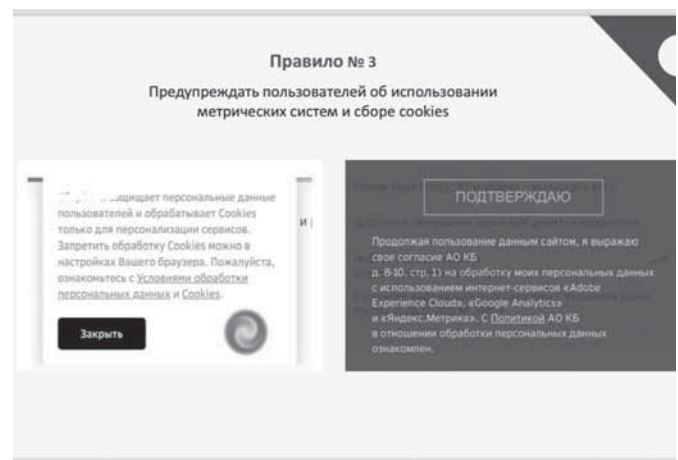 Правило № 3
Предупреждать пользователей об использовании
метрических систем и сборе cookies
защищает персональные данные
пользователей и обрабатывает Cookies
только для персонализации сервисов.
Запретить обработку Cookies можно в
настройках Вашего браузера. Пожалуйста,
ознакомьтесь с Условиями обработки
персональных данных и Cookies.
Закрыть
И
ПОДТВЕРЖДАЮ
Продолжая пользование данным сайтом, я выражаю
свое согласие АО КБ
д. 8-10, стр. 1) на обработку моих персональных данных
с использованием интернет-сервисов «Adobe
Experience Cloud», «Google Analytics»
и «Яндекс.Метрика». С Политикой АО КБ
в отношении обработки персональных данных
ознакомлен.